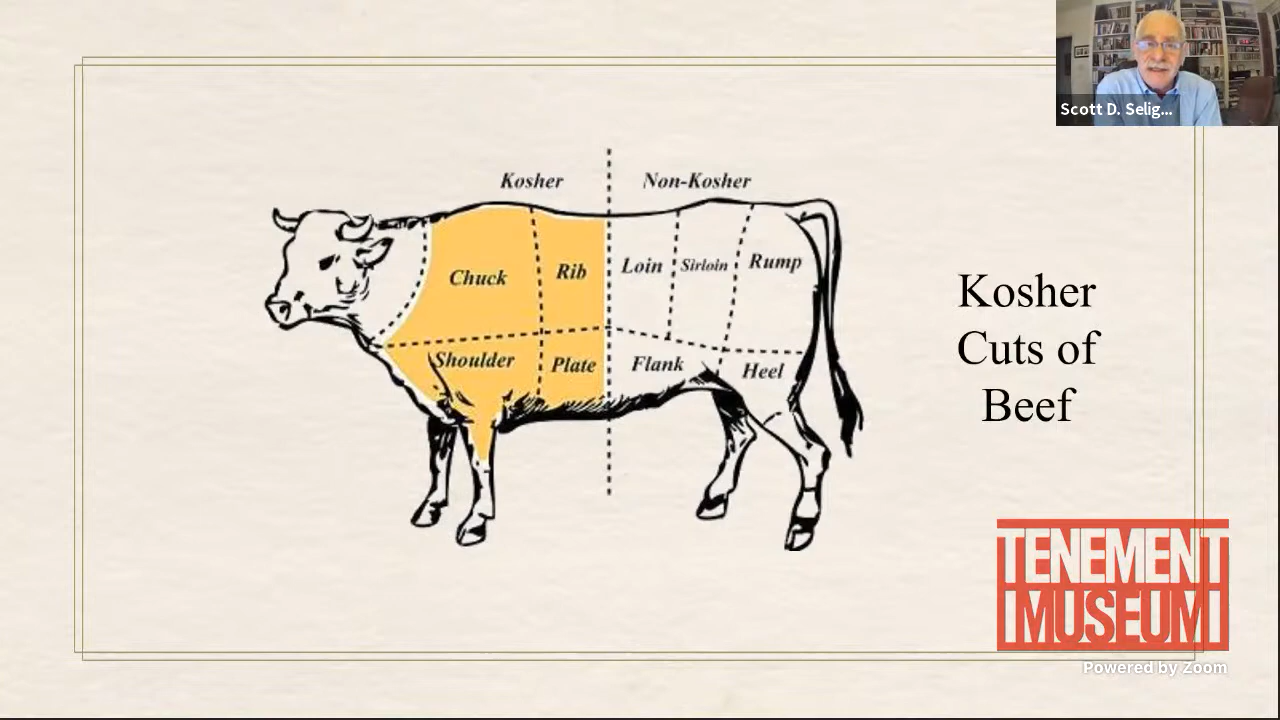 Scott D. Selig...
Kosher
Non-Kosher
Chuck
Rib
Loin
Sirloin
Rump
Shoulder
Plate
Flank
Heel
Kosher
Cuts of
Beef
TENEMENT
MUSEUM
Powered by Zoom